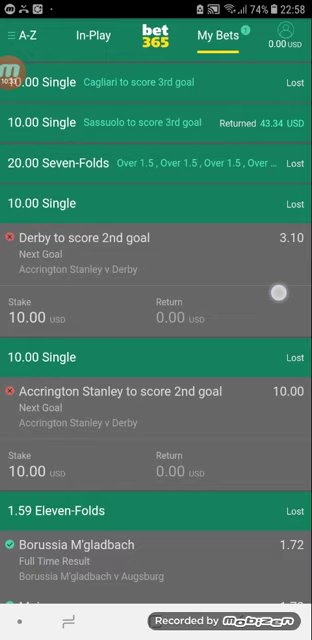 22:58
74%
A-Z
In-Play
bet
365
My Bets
1
0.00 USD
10:33
.00 Single Cagliari to score 3rd goal Lost
10.00 Single Sassuolo to score 3rd goal Returned 43.34 USD
20.00 Seven-Folds Over 1.5 , Over 1.5 , Over 1.5 , Over ... Lost
10.00 Single Lost
Derby to score 2nd goal 3.10
Next Goal
Accrington Stanley v Derby
Stake Return
10.00 USD 0.00 USD
10.00 Single Lost
Accrington Stanley to score 2nd goal 10.00
Next Goal
Accrington Stanley v Derby
Stake Return
10.00 USD 0.00 USD
1.59 Eleven-Folds Lost
Borussia M'gladbach 1.72
Full Time Result
Borussia M'gladbach v Augsburg
Recorded by mobizen